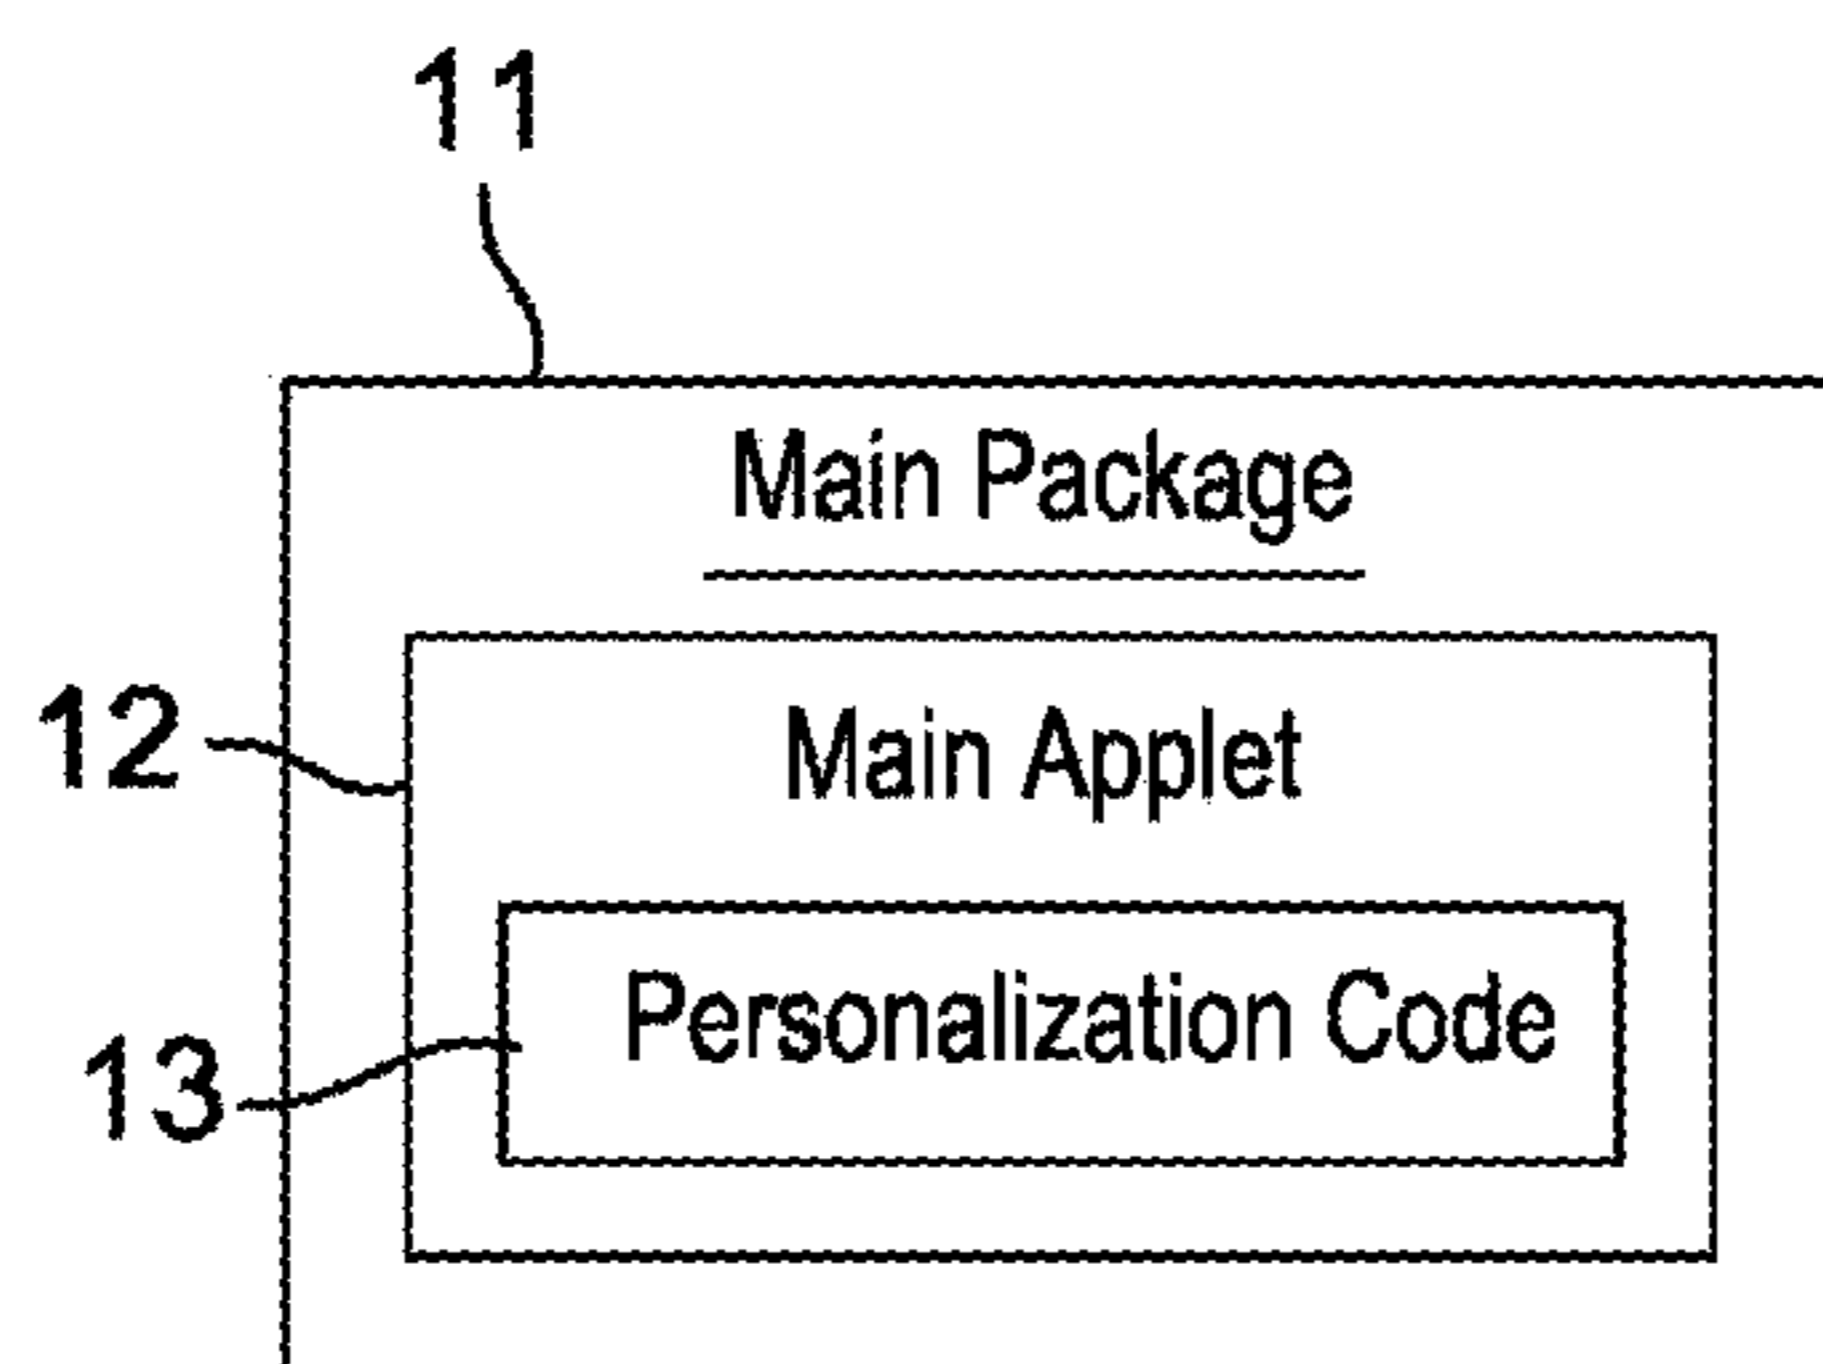 11
Main Package
12
Main Applet
13
Personalization Code